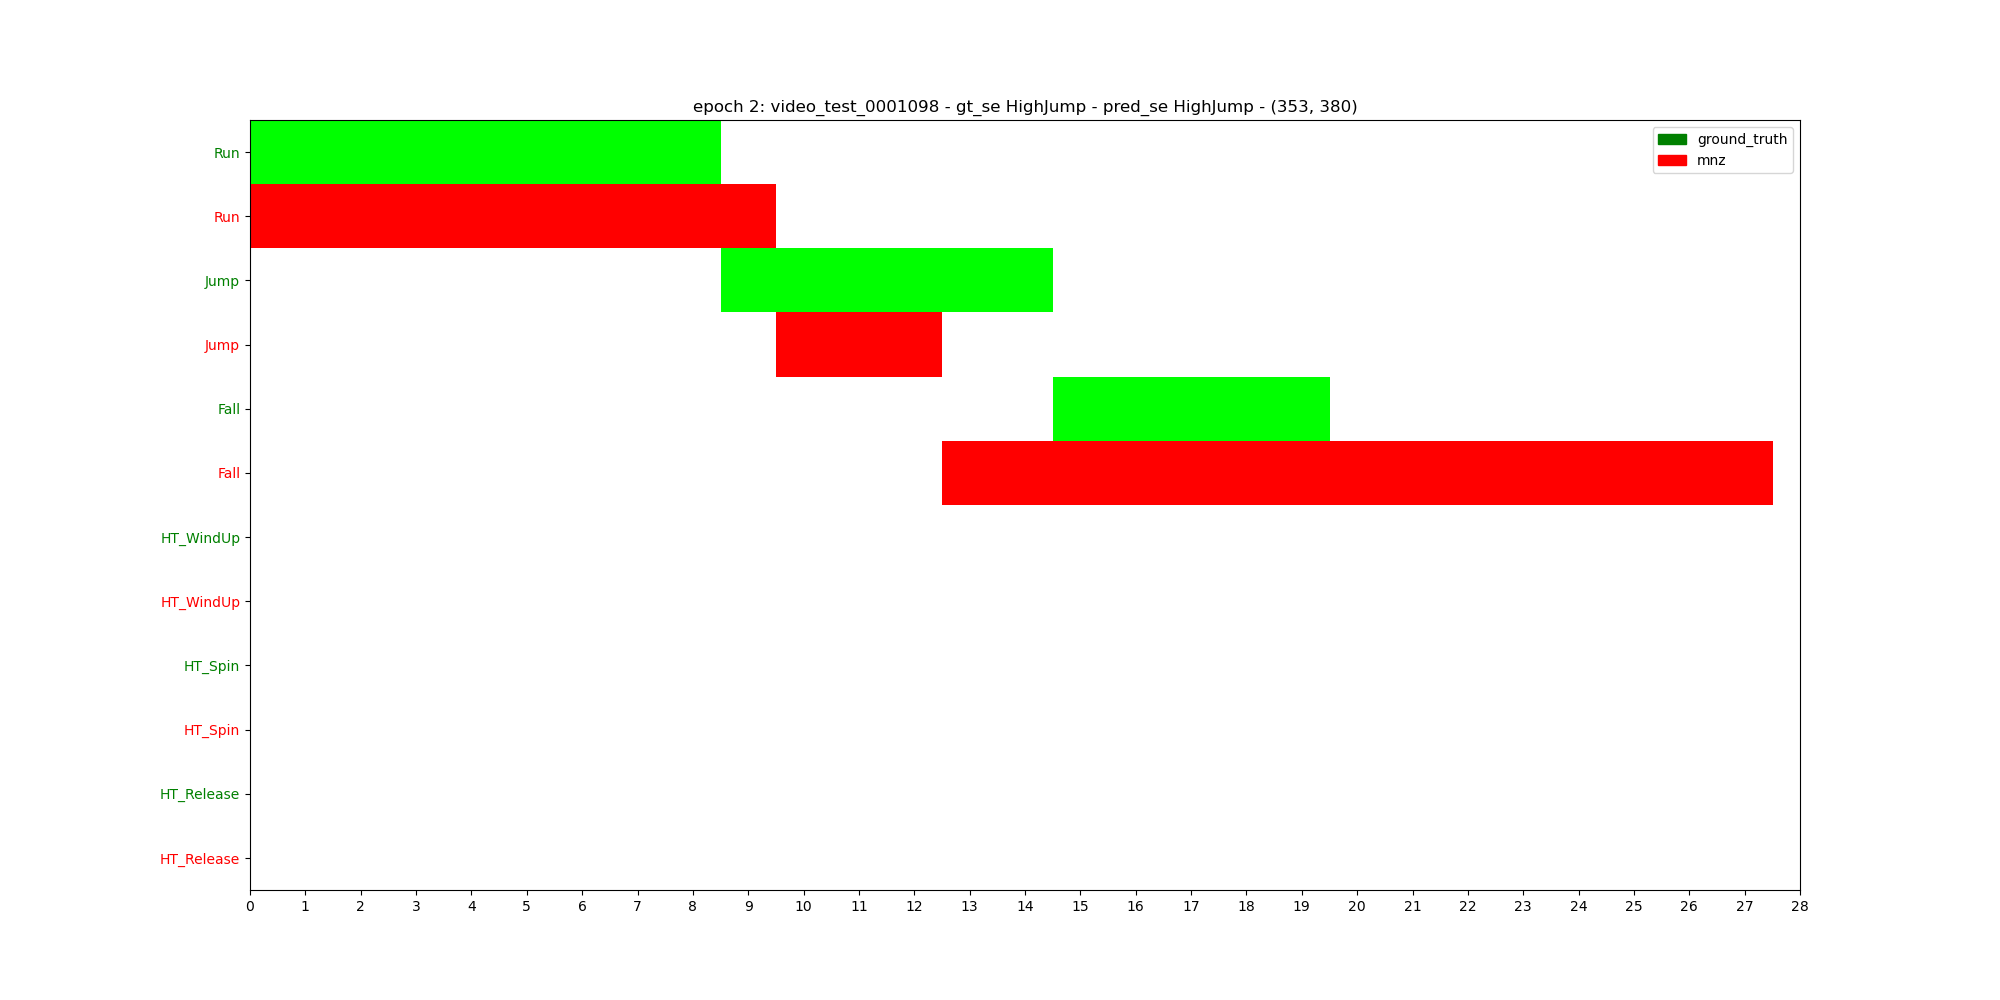 epoch 2: video_test_0001098 - gt_se HighJump - pred_se HighJump - (353, 380)
ground_truth
mnz
Run
Run
Jump
Jump
Fall
Fall
HT_WindUp
HT_WindUp
HT_Spin
HT_Spin
HT_Release
HT_Release
0 1 2 3 4 5 6 7 8 9 10 11 12 13 14 15 16 17 18 19 20 21 22 23 24 25 26 27 28